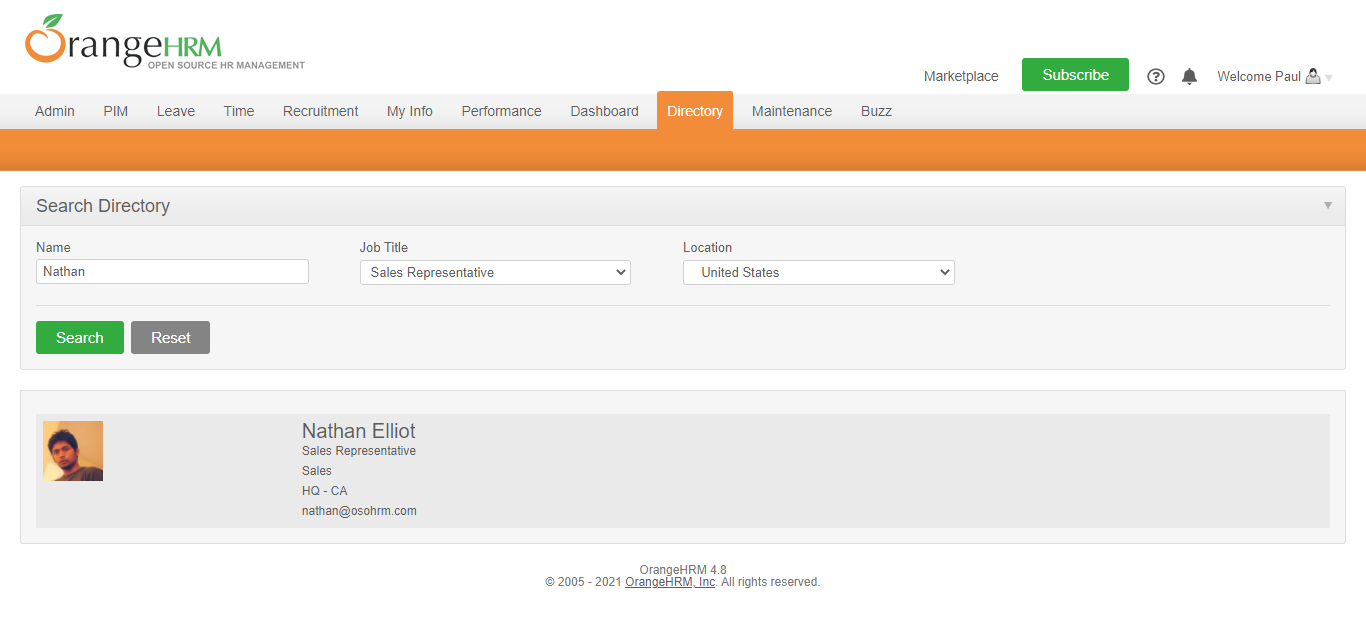 OrangeHRM
OPEN SOURCE HR MANAGEMENT
Marketplace Subscribe ? Welcome Paul
Admin PIM Leave Time Recruitment My Info Performance Dashboard Directory Maintenance Buzz
Search Directory
Name Job Title Location
Nathan Sales Representative United States
Search Reset
Nathan Elliot
Sales Representative
Sales
HQ - CA
nathan@osohrm.com
OrangeHRM 4.8
© 2005 - 2021 OrangeHRM, Inc. All rights reserved.